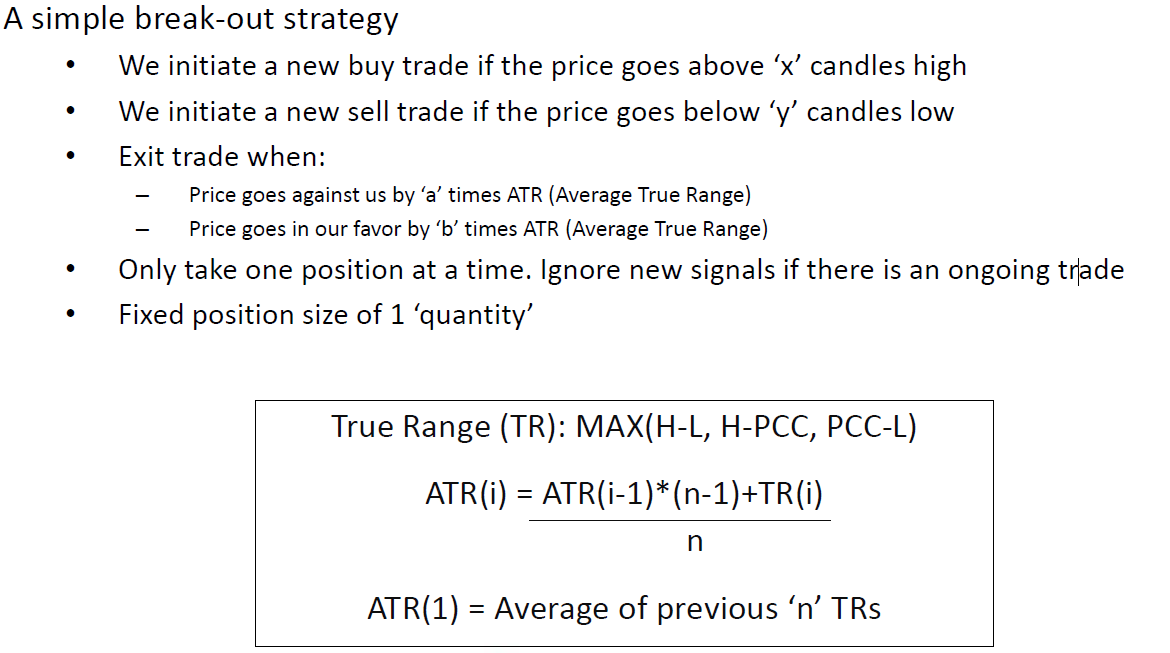 A simple break-out strategy
• We initiate a new buy trade if the price goes above ‘x’ candles high
• We initiate a new sell trade if the price goes below ‘y’ candles low
• Exit trade when:
– Price goes against us by ‘a’ times ATR (Average True Range)
– Price goes in our favor by ‘b’ times ATR (Average True Range)
• Only take one position at a time. Ignore new signals if there is an ongoing trade
• Fixed position size of 1 ‘quantity’
True Range (TR): MAX(H-L, H-PCC, PCC-L)
ATR(i) = ATR(i-1)*(n-1)+TR(i)
n
ATR(1) = Average of previous ‘n’ TRs